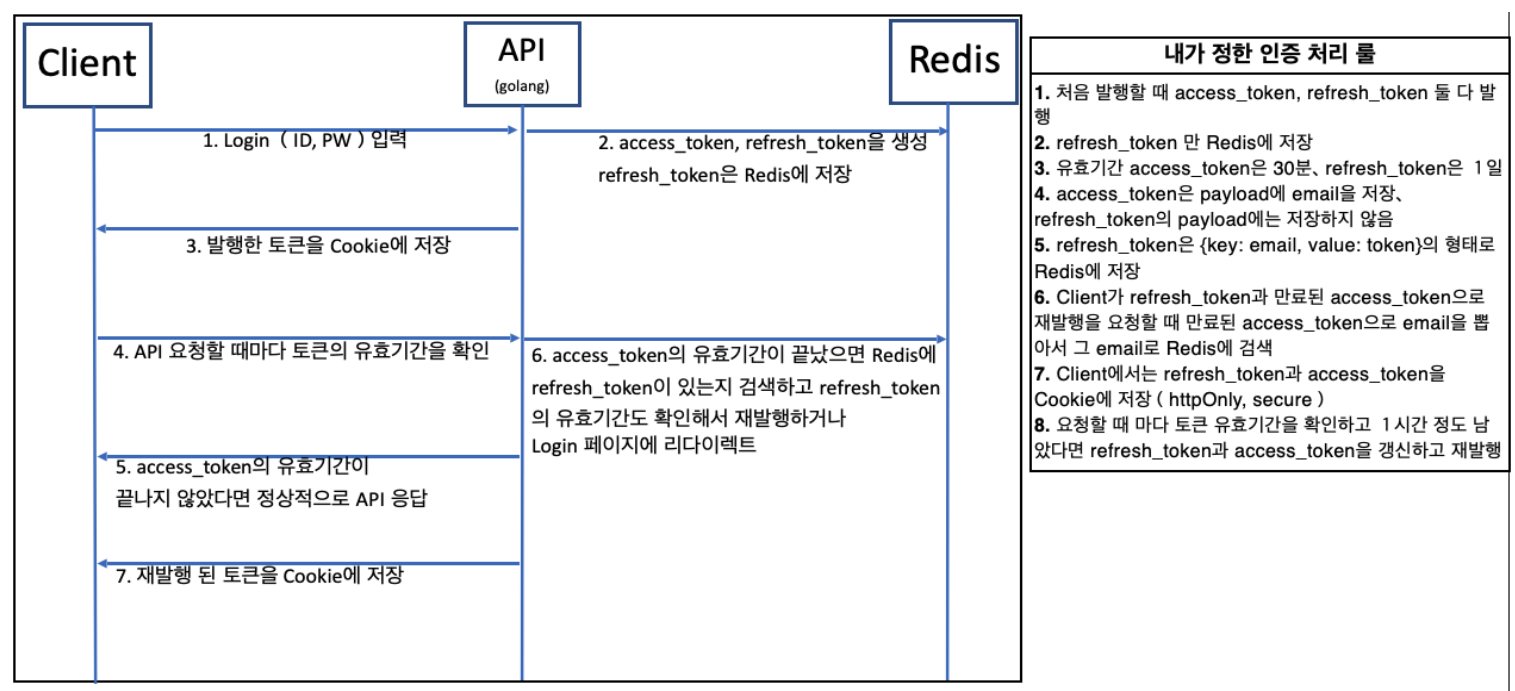 Client
API
(golang)
Redis
1. Login ( ID, PW ) 입력
2. access_token, refresh_token을 생성
refresh_token은 Redis에 저장
3. 발행한 토큰을 Cookie에 저장
4. API 요청할 때마다 토큰의 유효기간을 확인
6. access_token의 유효기간이 끝났으면 Redis에
refresh_token이 있는지 검색하고 refresh_token
의 유효기간도 확인해서 재발행하거나
Login 페이지에 리다이렉트
5. access_token의 유효기간이
끝나지 않았다면 정상적으로 API 응답
7. 재발행 된 토큰을 Cookie에 저장
내가 정한 인증 처리 룰
1. 처음 발행할 때 access_token, refresh_token 둘 다 발
행
2. refresh_token 만 Redis에 저장
3. 유효기간 access_token은 30분、refresh_token은 1일
4. access_token은 payload에 email을 저장、
refresh_token의 payload에는 저장하지 않음
5. refresh_token은 {key: email, value: token}의 형태로
Redis에 저장
6. Client가 refresh_token과 만료된 access_token으로
재발행을 요청할 때 만료된 access_token으로 email을 뽑
아서 그 email로 Redis에 검색
7. Client에서는 refresh_token과 access_token을
Cookie에 저장 ( httpOnly, secure )
8. 요청할 때 마다 토큰 유효기간을 확인하고 1시간 정도 남
았다면 refresh_token과 access_token을 갱신하고 재발행